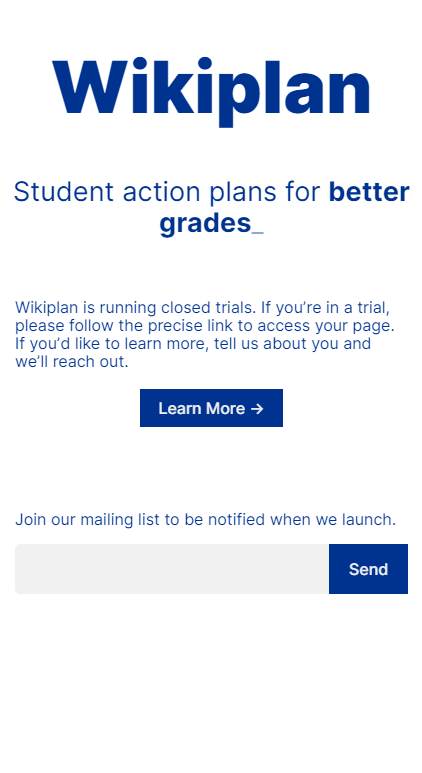 Wikiplan
Student action plans for better
grades_
Wikiplan is running closed trials. If you’re in a trial,
please follow the precise link to access your page.
If you’d like to learn more, tell us about you and
we’ll reach out.
Learn More →
Join our mailing list to be notified when we launch.
Send